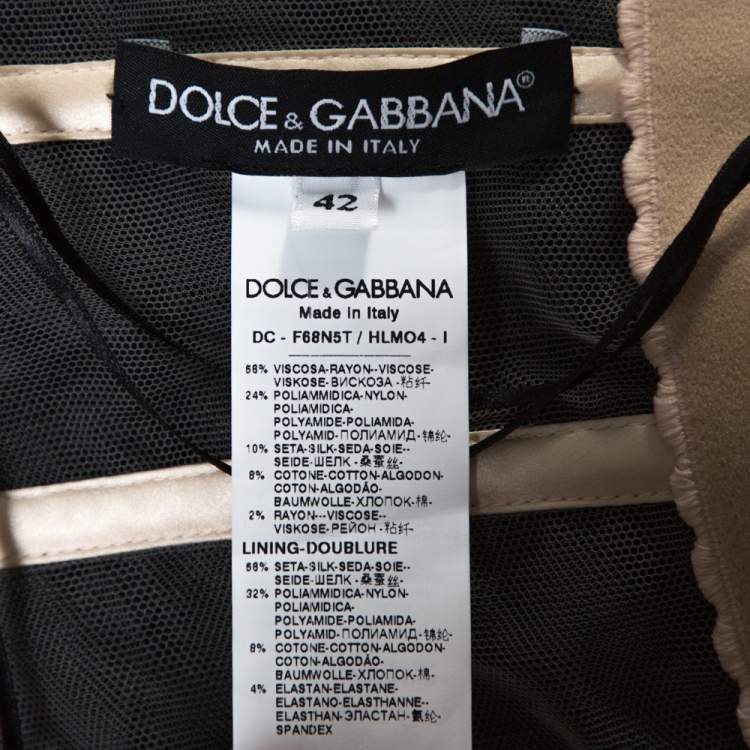 DOLCE & GABBANA®
MADE IN ITALY
42
DOLCE & GABBANA
Made in Italy
DC - F68N5T / HLMO4 - I
56% VISCOSA-RAYON--VISCOSE-
VISKOSE-ВИСКОЗА-粘纤-
24% POLIAMMIDICA-NYLON-
POLIAMIDICA-
POLYAMIDE-POLIAMIDA-
POLYAMID-ПОЛИАМИД-锦纶-
10% SETA-SILK-SEDA-SOIE--
SEIDE-ШЕЛК-桑蚕丝-
8% COTONE-COTTON-ALGODON-
COTON-ALGODÃO-
BAUMWOLLE-ХЛОПОК-棉-
2% RAYON---VISCOSE--
VISKOSE-РЕЙОН-粘纤-
LINING-DOUBLURE
56% SETA-SILK-SEDA-SOIE--
SEIDE-ШЕЛК-桑蚕丝-
32% POLIAMMIDICA-NYLON-
POLIAMIDICA-
POLYAMIDE-POLIAMIDA-
POLYAMID-ПОЛИАМИД-锦纶-
8% COTONE-COTTON-ALGODON-
COTON-ALGODÃO-
BAUMWOLLE-ХЛОПОК-棉-
4% ELASTAN-ELASTANE-
ELASTANO-ELASTHANNE-
ELASTHAN-ЭЛАСТАН-氨纶-
SPANDEX